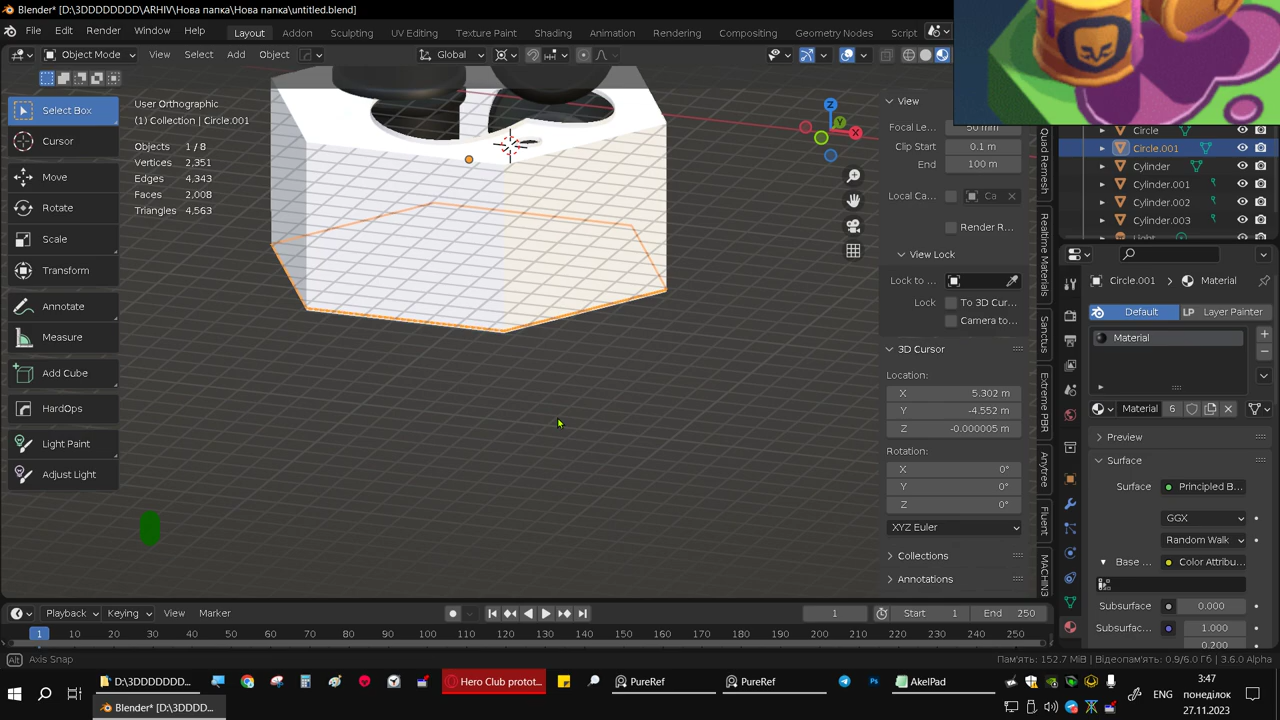 Blender* [D:\3DDDDDDD\ARHIV\Нова папка\Нова папка\untitled.blend]
File Edit Render Window Help Layout Addon Sculpting UV Editing Texture Paint Shading Animation Rendering Compositing Geometry Nodes Script
Object Mode View Select Add Object Global
Select Box
Cursor
Move
Rotate
Scale
Transform
Annotate
Measure
Add Cube
HardOps
Light Paint
Adjust Light
User Orthographic
(1) Collection | Circle.001
Objects 1 / 8
Vertices 2,351
Edges 4,343
Faces 2,008
Triangles 4,563
Z
Y
X
View
Focal Le... 50 mm
Clip Start 0.1 m
End 100 m
Local Ca... Ca
Render R...
View Lock
Lock to ...
Lock To 3D Cur...
Camera to...
3D Cursor
Location:
X 5.302 m
Y -4.552 m
Z -0.000005 m
Rotation:
X 0°
Y 0°
Z 0°
XYZ Euler
Collections
Annotations
Quad Remesh
Realtime Materials
Sanctus
Extreme PBR
Anytree
Fluent
MACHIN3
Circle
Circle.001
Cylinder
Cylinder.001
Cylinder.002
Cylinder.003
Circle.001 Material
Default LP Layer Painter
Material
Material 6
Preview
Surface
Surface Principled B...
GGX
Random Walk
Base ... Color Attribu...
Subsurface 0.000
Subsurfac... 1.000
0.200
Playback Keying View Marker 1 Start 1 End 250
1 10 20 30 40 50 60 70 80 90 100 110 120 130 140 150 160 170 180 190 200 210 220 230 240 250
Alt Axis Snap Пам'ять: 152.7 MiB | Відеопам'ять: 0.9/6.0 Гб | 3.6.0 Alpha
D:\3DDDDDDD... Hero Club protot... PureRef PureRef AkelPad
Blender* [D:\3DDDD...
ENG
3:47
понеділок
27.11.2023